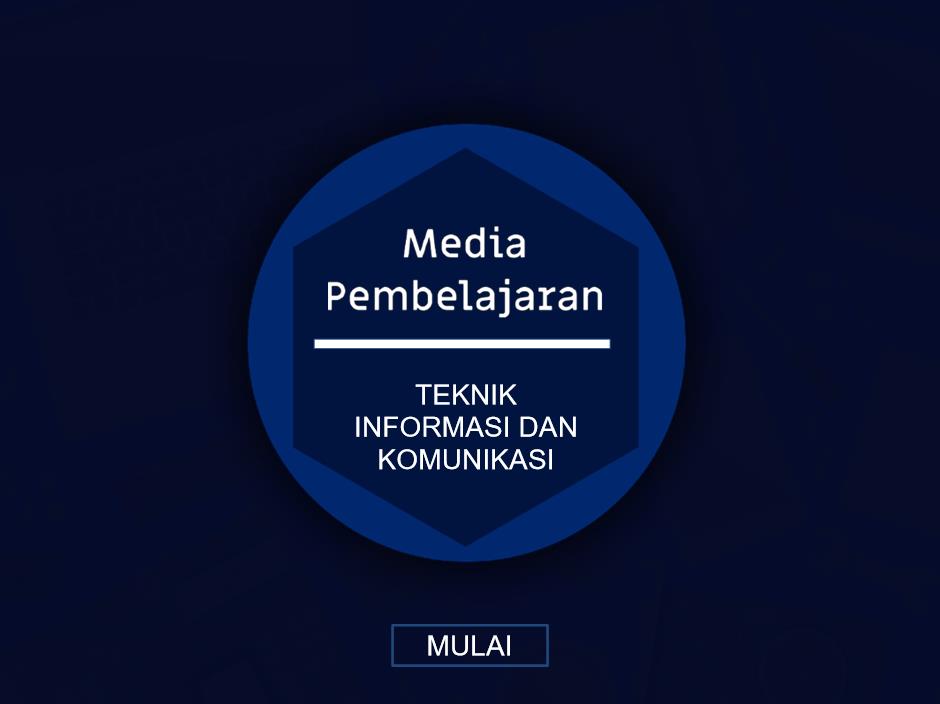 Media
Pembelajaran
TEKNIK
INFORMASI DAN
KOMUNIKASI
MULAI